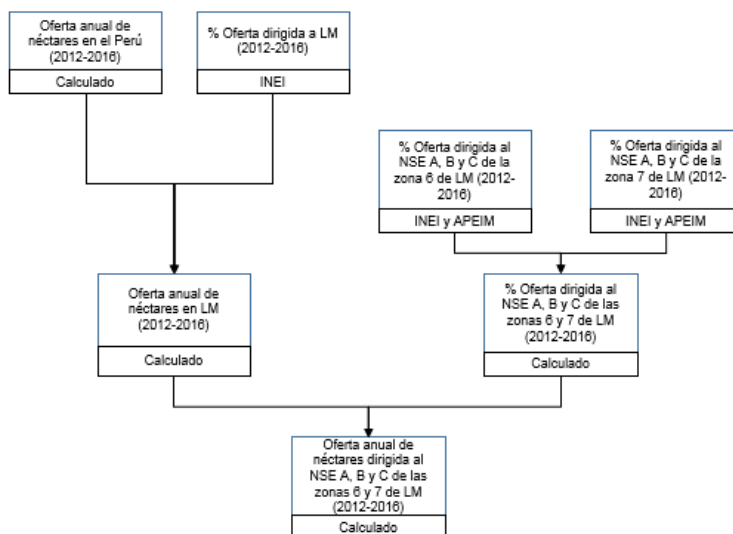 Oferta anual de
néctares en el Perú
(2012-2016)
Calculado
% Oferta dirigida a LM
(2012-2016)
INEI
% Oferta dirigida al
NSE A, B y C de la
zona 6 de LM (2012-
2016)
INEI y APEIM
% Oferta dirigida al
NSE A, B y C de la
zona 7 de LM (2012-
2016)
INEI y APEIM
Oferta anual de
néctares en LM
(2012-2016)
Calculado
% Oferta dirigida al
NSE A, B y C de las
zonas 6 y 7 de LM
(2012-2016)
Calculado
Oferta anual de
néctares dirigida al
NSE A, B y C de las
zonas 6 y 7 de LM
(2012-2016)
Calculado